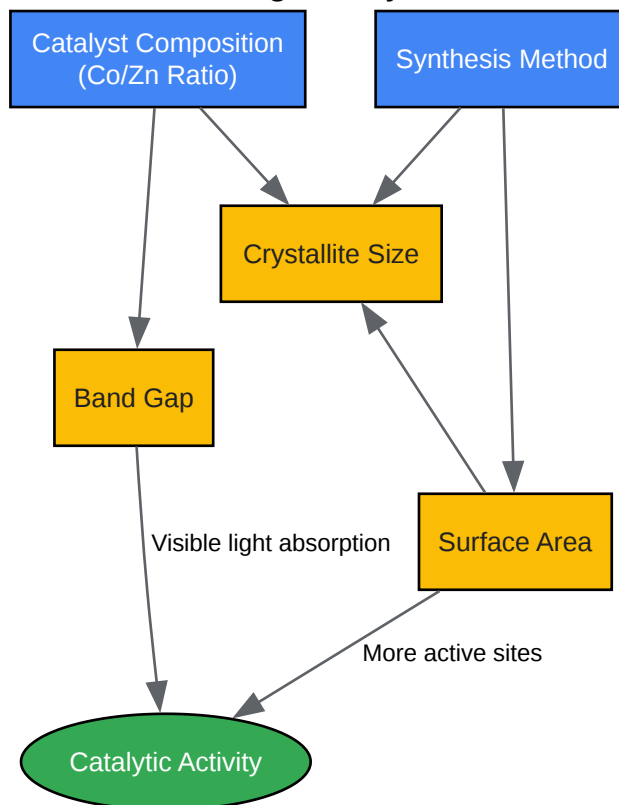 Catalyst Composition
(Co/Zn Ratio)
Synthesis Method
Crystallite Size
Band Gap
Visible light absorption
Surface Area
More active sites
Catalytic Activity